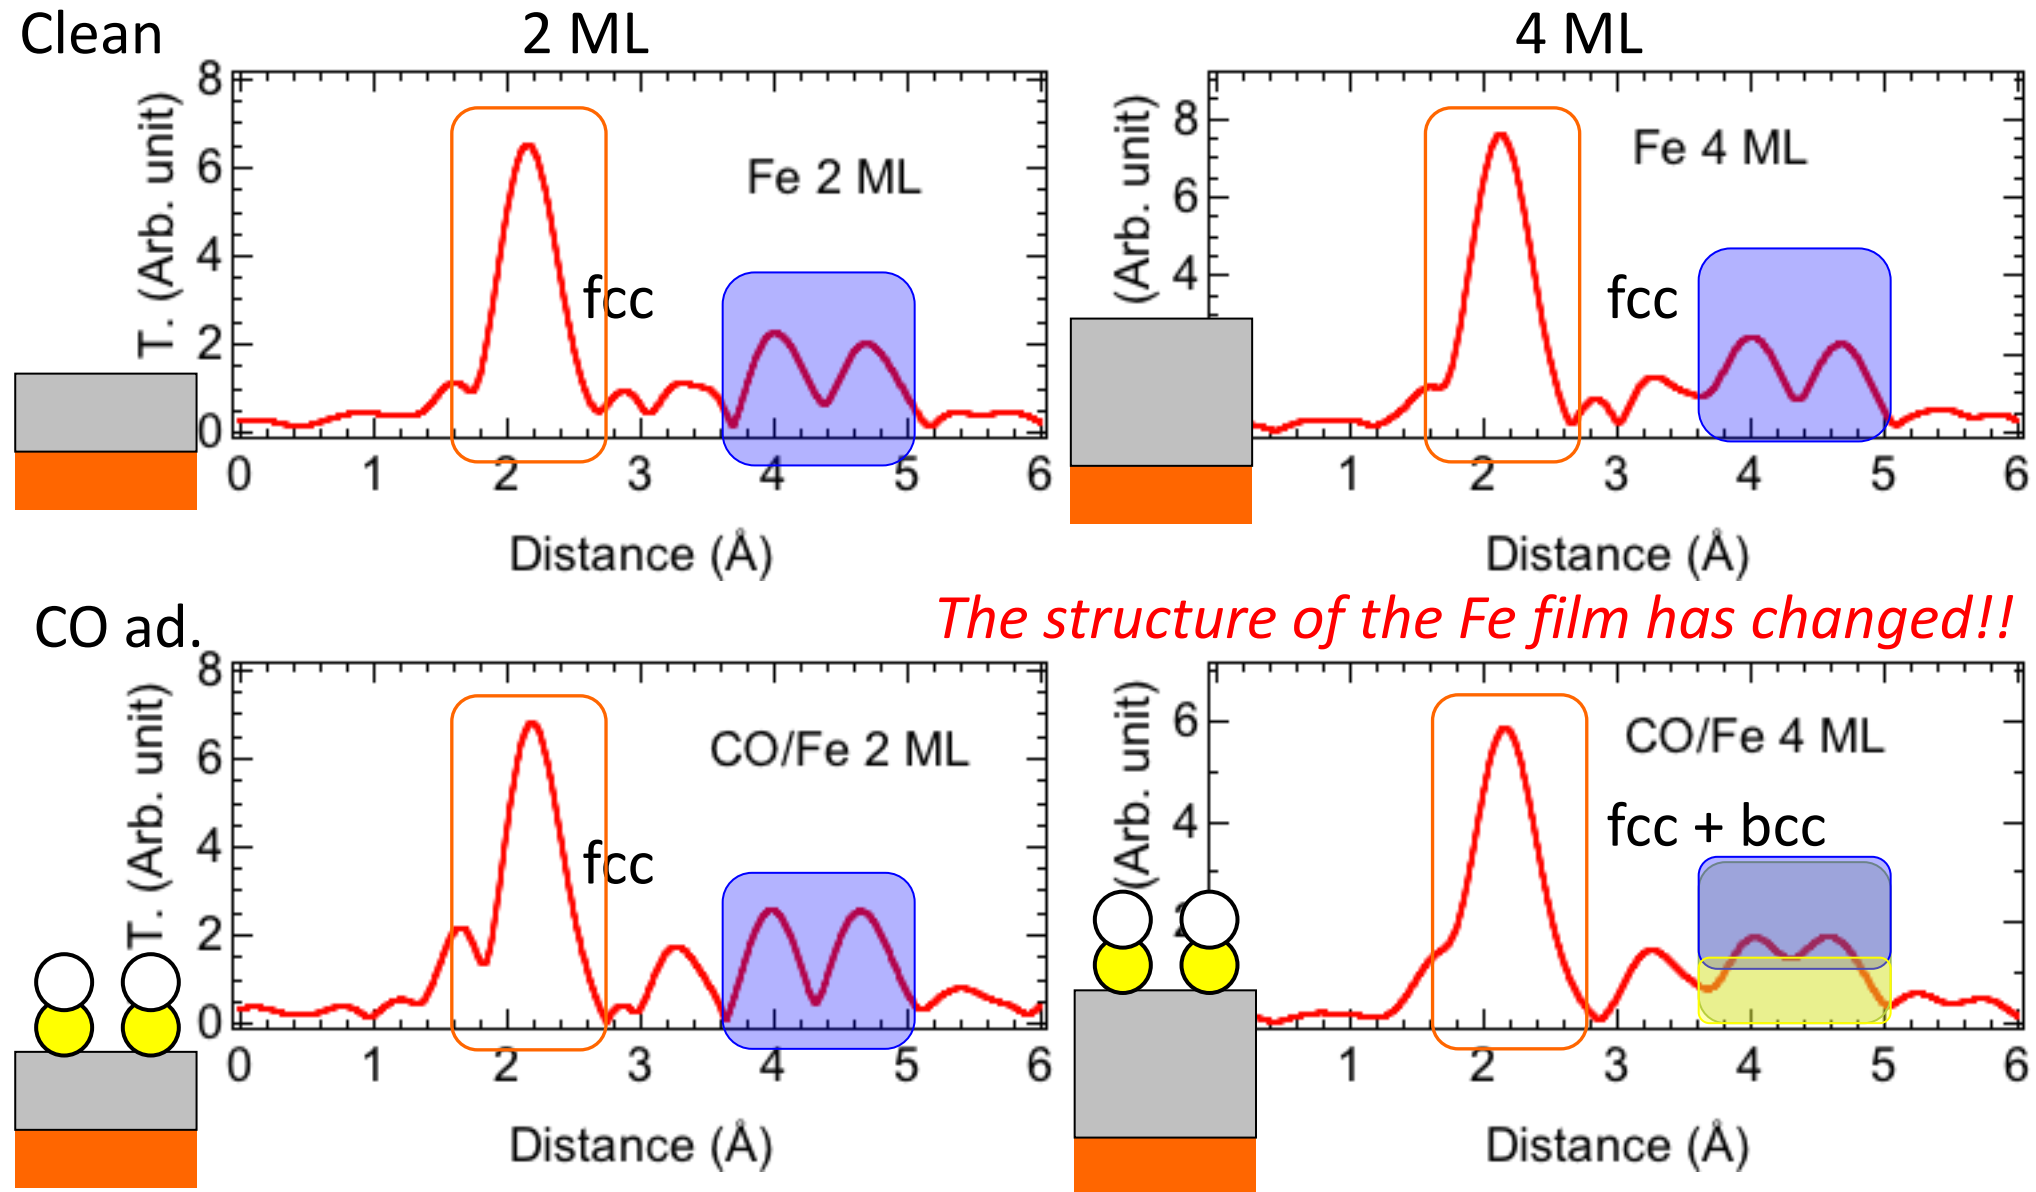 Clean
2 ML
4 ML
T. (Arb. unit)
8
6
4
2
0
Fe 2 ML
fcc
0 1 2 3 4 5 6
Distance (Å)
(Arb. unit)
8
6
4
Fe 4 ML
fcc
1 2 3 4 5 6
Distance (Å)
The structure of the Fe film has changed!!
CO ad.
T. (Arb. unit)
8
6
4
2
0
CO/Fe 2 ML
fcc
0 1 2 3 4 5 6
Distance (Å)
(Arb. unit)
6
4
CO/Fe 4 ML
fcc + bcc
1 2 3 4 5 6
Distance (Å)